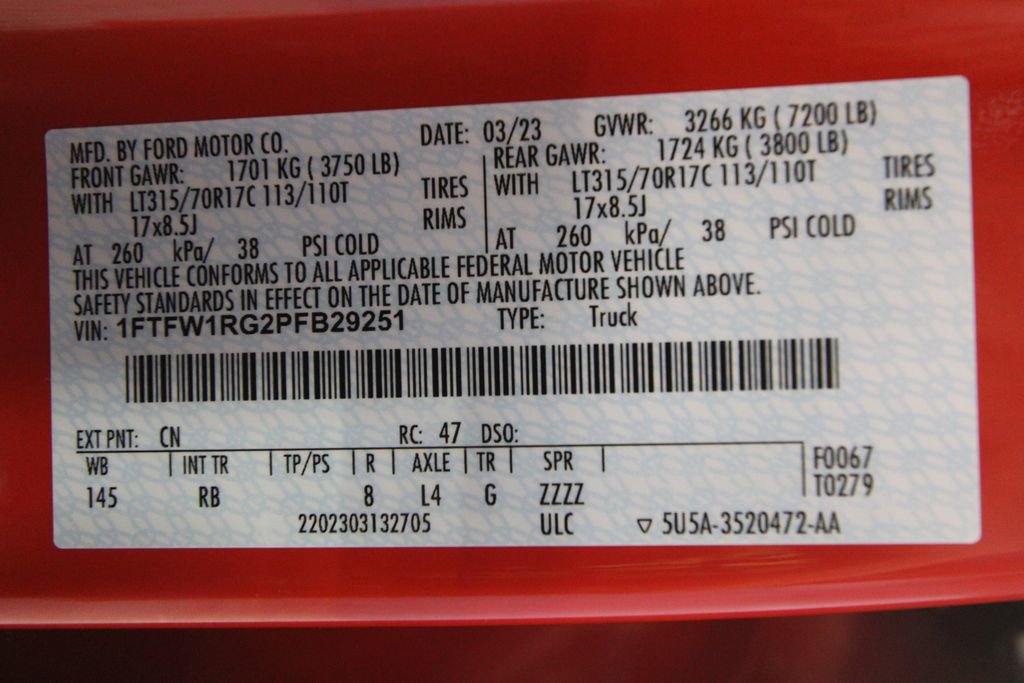 MFD. BY FORD MOTOR CO. DATE: 03/23 GVWR: 3266 KG ( 7200 LB)
FRONT GAWR: 1701 KG ( 3750 LB) REAR GAWR: 1724 KG ( 3800 LB)
WITH LT315/70R17C 113/110T TIRES WITH LT315/70R17C 113/110T TIRES
17x8.5J RIMS 17x8.5J RIMS
AT 260 kPa/ 38 PSI COLD AT 260 kPa/ 38 PSI COLD
THIS VEHICLE CONFORMS TO ALL APPLICABLE FEDERAL MOTOR VEHICLE
SAFETY STANDARDS IN EFFECT ON THE DATE OF MANUFACTURE SHOWN ABOVE.
VIN: 1FTFW1RG2PFB29251 TYPE: Truck
EXT PNT: CN RC: 47 DSO:
WB INT TR TP/PS R AXLE TR SPR F0067
145 RB 8 L4 G ZZZZ T0279
2202303132705 ULC ▽ 5U5A-3520472-AA